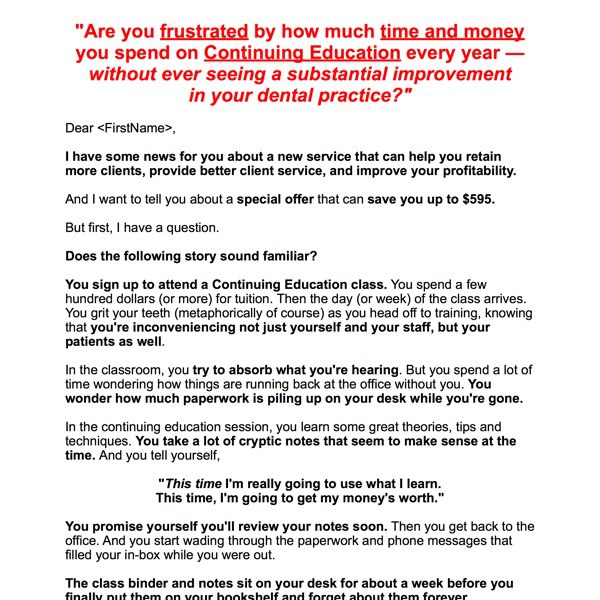 "Are you frustrated by how much time and money
you spend on Continuing Education every year —
without ever seeing a substantial improvement
in your dental practice?"
Dear <FirstName>,
I have some news for you about a new service that can help you retain
more clients, provide better client service, and improve your profitability.
And I want to tell you about a special offer that can save you up to $595.
But first, I have a question.
Does the following story sound familiar?
You sign up to attend a Continuing Education class. You spend a few
hundred dollars (or more) for tuition. Then the day (or week) of the class arrives.
You grit your teeth (metaphorically of course) as you head off to training, knowing
that you're inconveniencing not just yourself and your staff, but your
patients as well.
In the classroom, you try to absorb what you're hearing. But you spend a lot of
time wondering how things are running back at the office without you. You
wonder how much paperwork is piling up on your desk while you're gone.
In the continuing education session, you learn some great theories, tips and
techniques. You take a lot of cryptic notes that seem to make sense at the
time. And you tell yourself,
"This time I'm really going to use what I learn.
This time, I'm going to get my money's worth."
You promise yourself you'll review your notes soon. Then you get back to the
office. And you start wading through the paperwork and phone messages that
filled your in-box while you were out.
The class binder and notes sit on your desk for about a week before you
finally put them on your bookshelf and forget about them forever.